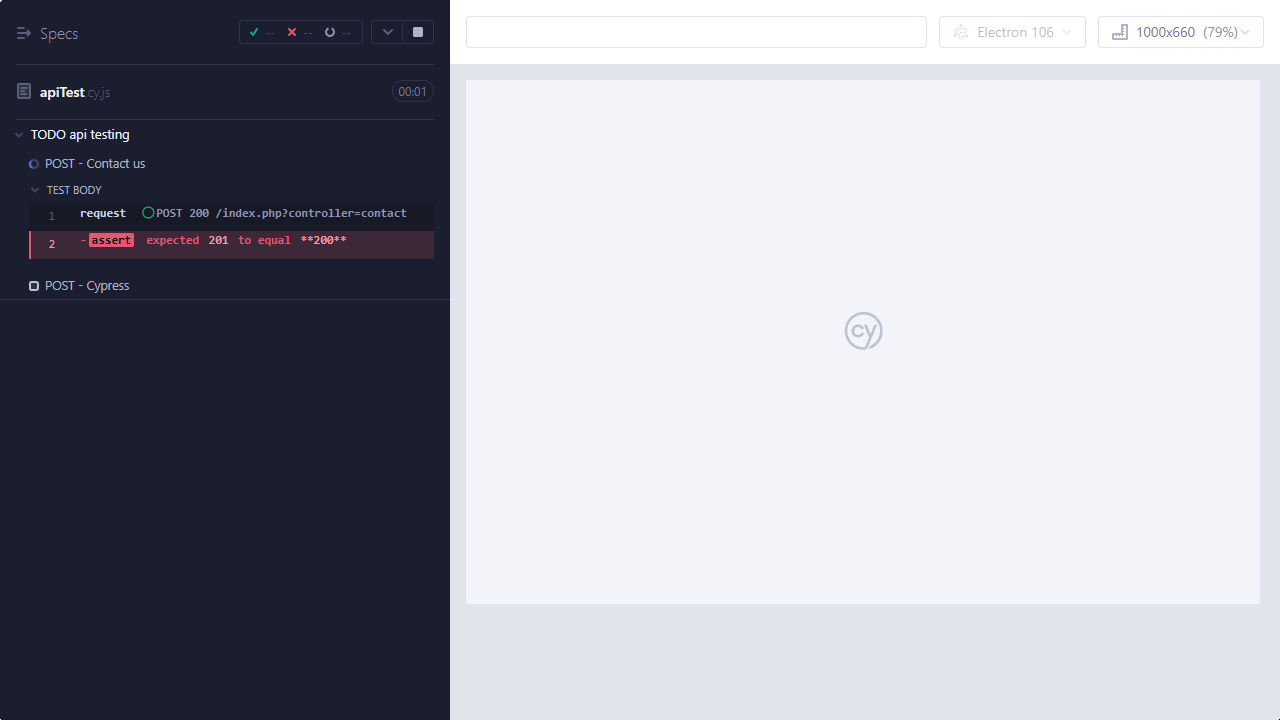 Specs -- -- --
apiTest.cy.js 00:01
TODO api testing
POST - Contact us
TEST BODY
1 request POST 200 /index.php?controller=contact
2 -assert expected 201 to equal **200**
POST - Cypress
Electron 106
1000x660 (79%)
cy